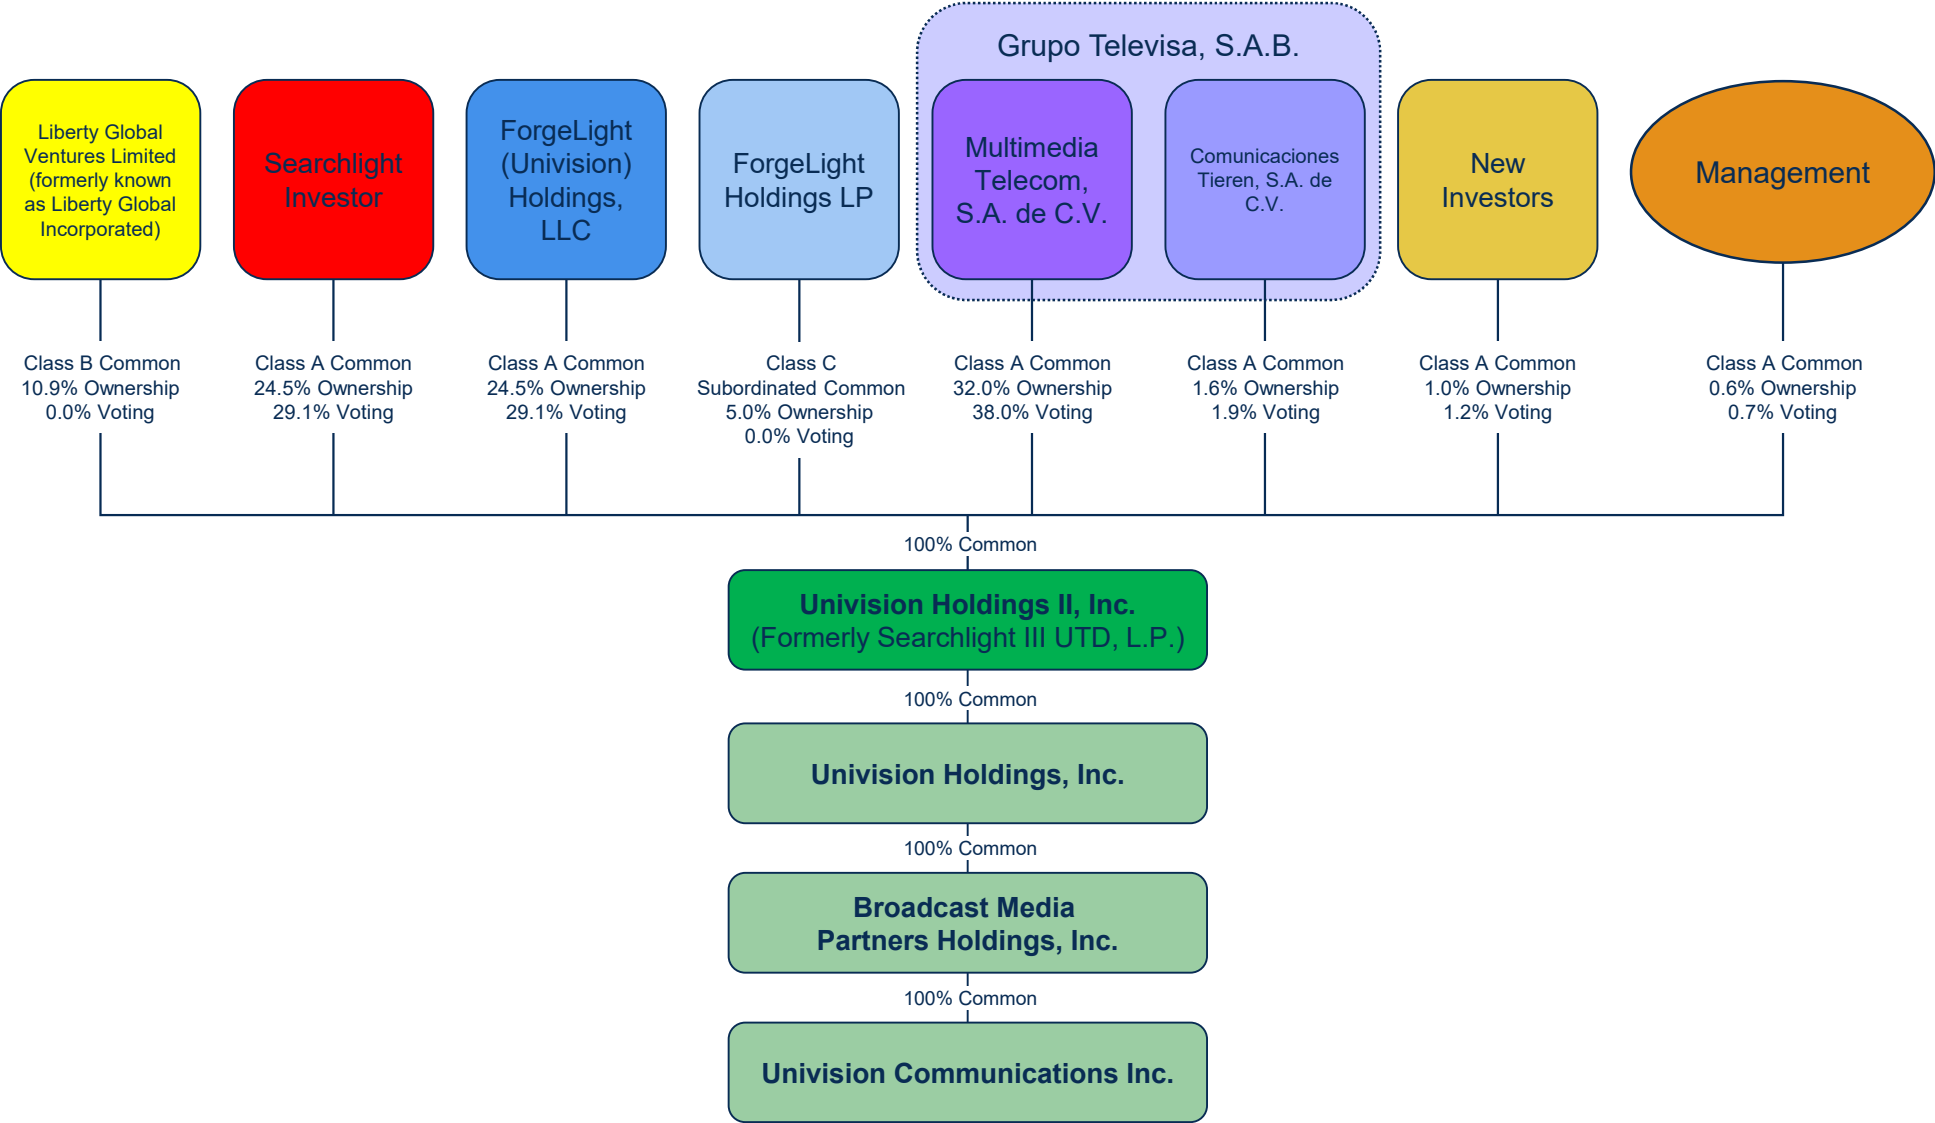 Grupo Televisa, S.A.B.
Liberty Global
Ventures Limited
(formerly known
as Liberty Global
Incorporated)
Searchlight
Investor
ForgeLight
(Univision)
Holdings,
LLC
ForgeLight
Holdings LP
Multimedia
Telecom,
S.A. de C.V.
Comunicaciones
Tieren, S.A. de
C.V.
New
Investors
Management
Class B Common
10.9% Ownership
0.0% Voting
Class A Common
24.5% Ownership
29.1% Voting
Class A Common
24.5% Ownership
29.1% Voting
Class C
Subordinated Common
5.0% Ownership
0.0% Voting
Class A Common
32.0% Ownership
38.0% Voting
Class A Common
1.6% Ownership
1.9% Voting
Class A Common
1.0% Ownership
1.2% Voting
Class A Common
0.6% Ownership
0.7% Voting
100% Common
Univision Holdings II, Inc.
(Formerly Searchlight III UTD, L.P.)
100% Common
Univision Holdings, Inc.
100% Common
Broadcast Media
Partners Holdings, Inc.
100% Common
Univision Communications Inc.